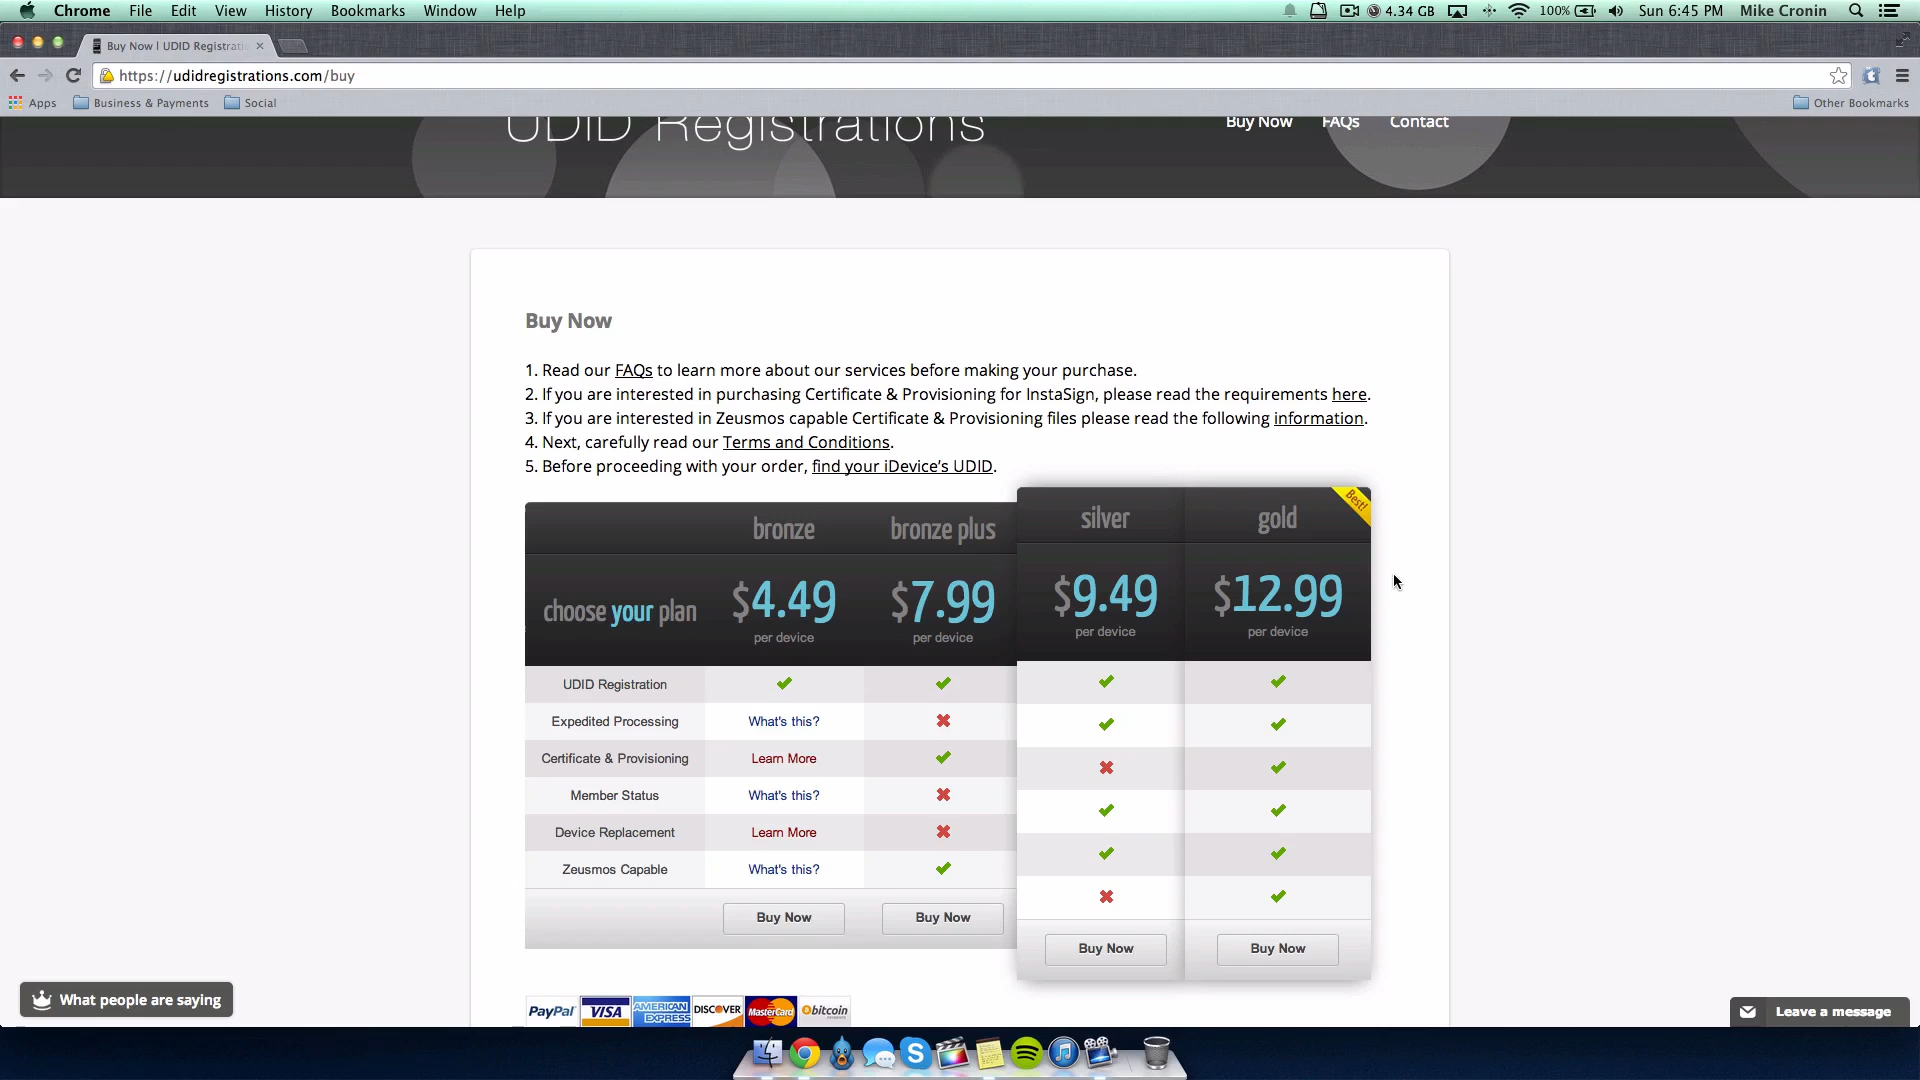 Chrome File Edit View History Bookmarks Window Help 4.34 GB 100% Sun 6:45 PM Mike Cronin
Buy Now | UDID Registrati
https://udidregistrations.com/buy
Apps Business & Payments Social Other Bookmarks
UDID Registrations Buy Now FAQs Contact
Buy Now
1. Read our FAQs to learn more about our services before making your purchase.
2. If you are interested in purchasing Certificate & Provisioning for InstaSign, please read the requirements here.
3. If you are interested in Zeusmos capable Certificate & Provisioning files please read the following information.
4. Next, carefully read our Terms and Conditions.
5. Before proceeding with your order, find your iDevice's UDID.
bronze bronze plus silver gold Best!
choose your plan $4.49 $7.99 $9.49 $12.99
per device per device per device per device
UDID Registration
Expedited Processing What's this?
Certificate & Provisioning Learn More
Member Status What's this?
Device Replacement Learn More
Zeusmos Capable What's this?
Buy Now Buy Now Buy Now Buy Now
What people are saying
PayPal VISA AMERICAN EXPRESS DISCOVER MasterCard bitcoin
Leave a message